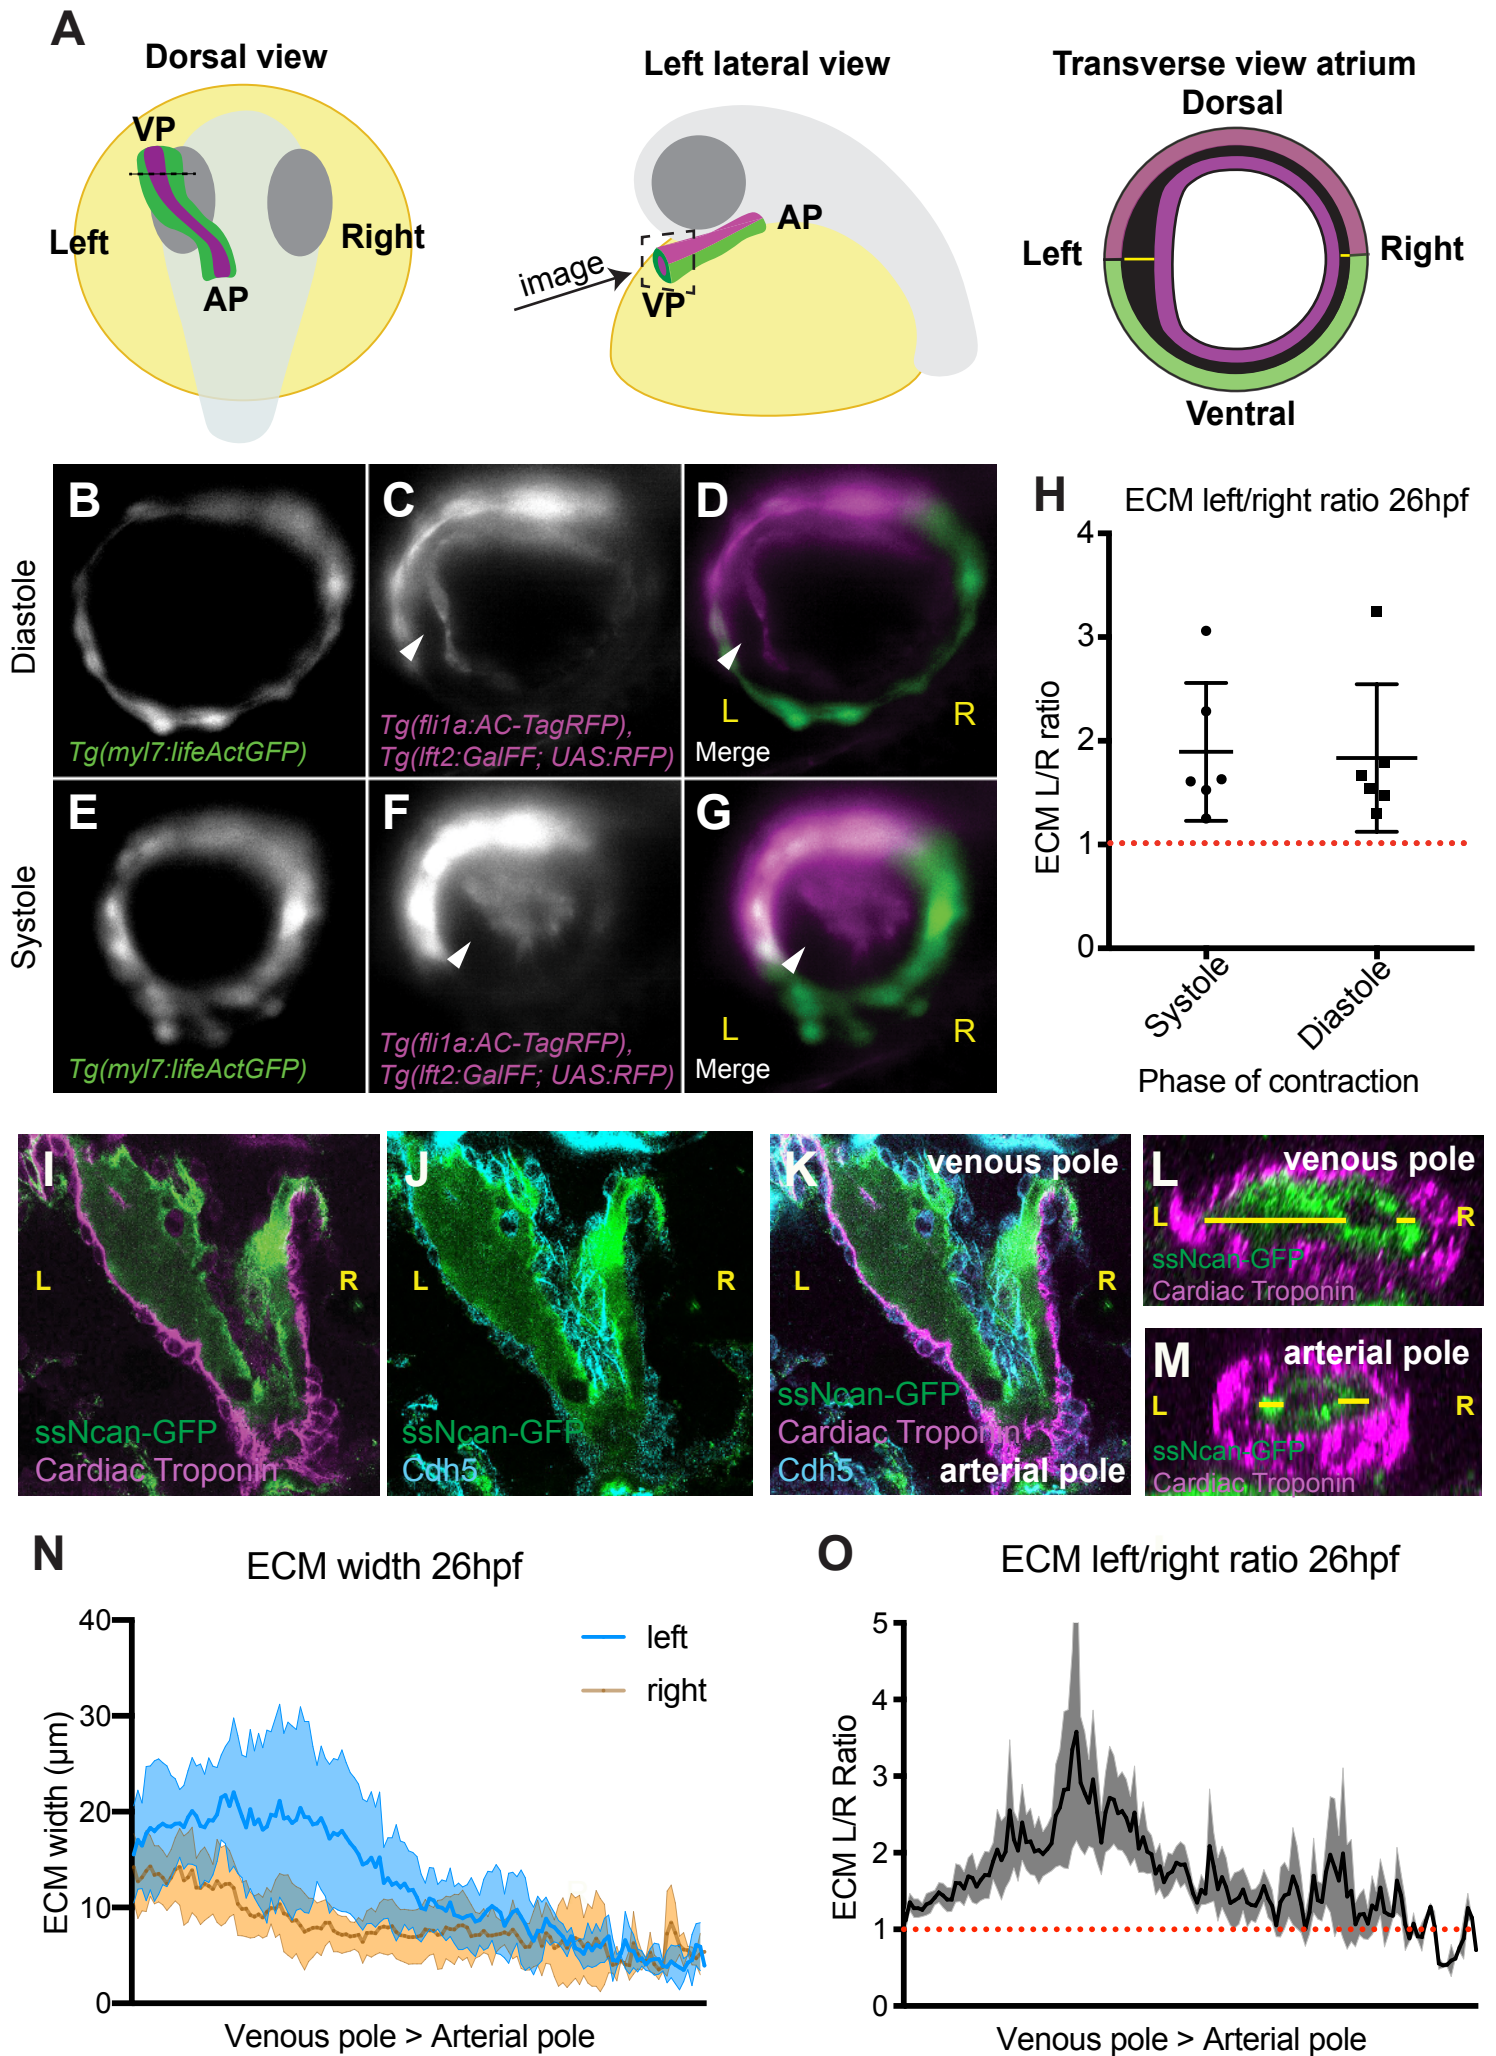 A
Dorsal view
Left lateral view
Transverse view atrium
Dorsal
VP
Left
Right
AP
image
AP
VP
Left
Right
Ventral
Diastole
B
Tg(myl7:lifeActGFP)
C
Tg(fli1a:AC-TagRFP),
Tg(lft2:GalFF; UAS:RFP)
D
L
R
Merge
Systole
E
Tg(myl7:lifeActGFP)
F
Tg(fli1a:AC-TagRFP),
Tg(lft2:GalFF; UAS:RFP)
G
L
R
Merge
H
ECM left/right ratio 26hpf
ECM L/R ratio
4
3
2
1
0
Systole
Diastole
Phase of contraction
I
L
R
ssNcan-GFP
Cardiac Troponin
J
L
R
ssNcan-GFP
Cdh5
K
venous pole
L
R
ssNcan-GFP
Cardiac Troponin
Cdh5
arterial pole
L
venous pole
L
R
ssNcan-GFP
Cardiac Troponin
M
arterial pole
L
R
ssNcan-GFP
Cardiac Troponin
N
ECM width 26hpf
ECM width (µm)
40
30
20
10
0
left
right
Venous pole > Arterial pole
O
ECM left/right ratio 26hpf
ECM L/R Ratio
5
4
3
2
1
0
Venous pole > Arterial pole